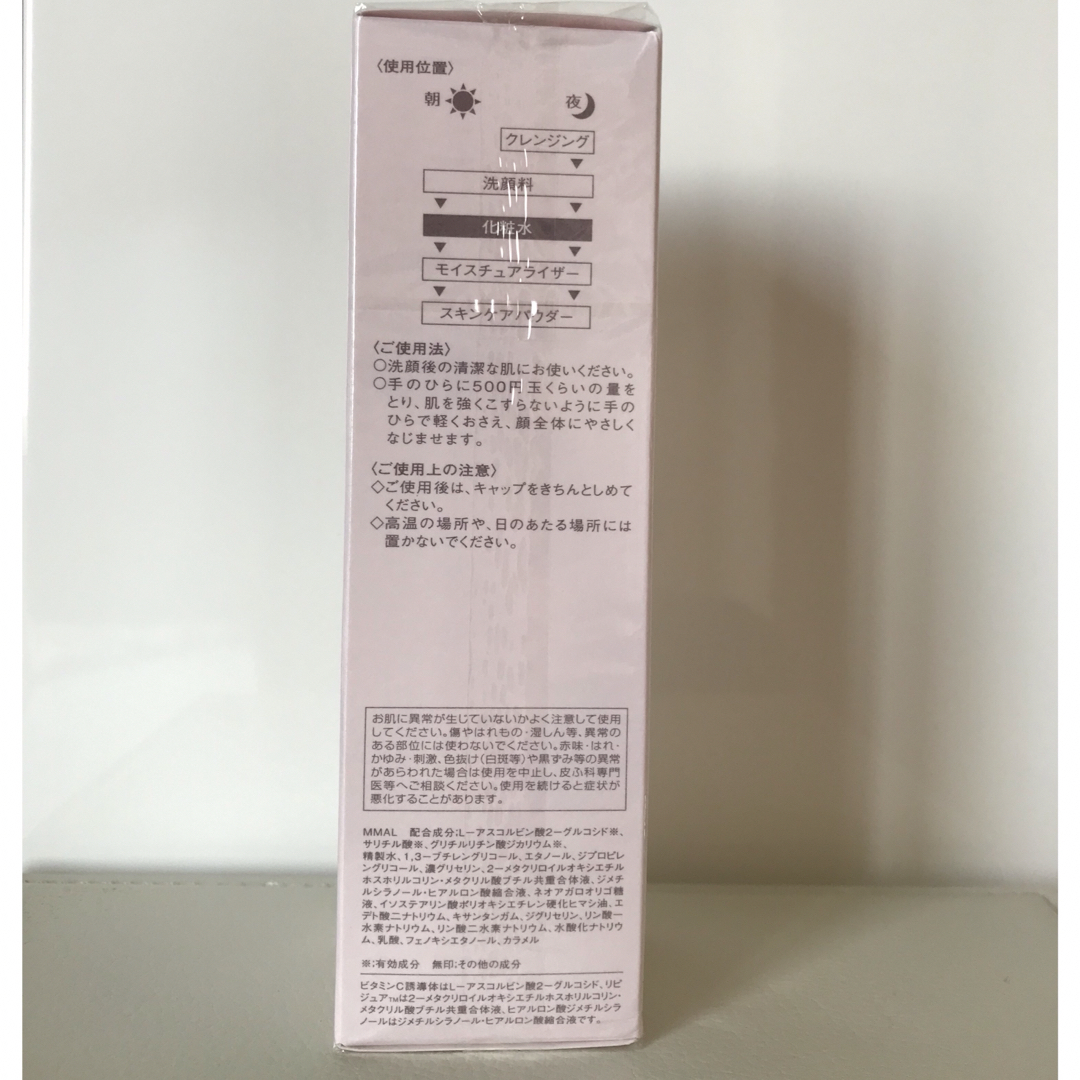 〈使用位置〉
朝 夜
クレンジング
洗顔料
化粧水
モイスチュアライザー
スキンケアパウダー
〈ご使用法〉
○洗顔後の清潔な肌にお使いください。
○手のひらに500円玉くらいの量を
とり、肌を強くこすらないように手の
ひらで軽くおさえ、顔全体にやさしく
なじませます。
〈ご使用上の注意〉
◇ご使用後は、キャップをきちんとしめて
ください。
◇高温の場所や、日のあたる場所には
置かないでください。
お肌に異常が生じていないかよく注意して使用
してください。傷やはれもの・湿しん等、異常の
ある部位には使わないでください。赤味・はれ・
かゆみ・刺激、色抜け(白斑等)や黒ずみ等の異常
があらわれた場合は使用を中止し、皮ふ科専門
医等へご相談ください。使用を続けると症状が
悪化することがあります。
MMAL 配合成分:L-アスコルビン酸2-グルコシド※、
サリチル酸※、グリチルリチン酸ジカリウム※、
精製水、1,3-ブチレングリコール、エタノール、ジプロピレ
ングリコール、濃グリセリン、2-メタクリロイルオキシエチル
ホスホリルコリン・メタクリル酸ブチル共重合体液、ジメチ
ルシラノール・ヒアルロン酸縮合液、ネオアガロオリゴ糖
液、イソステアリン酸ポリオキシエチレン硬化ヒマシ油、エ
デト酸二ナトリウム、キサンタンガム、ジグリセリン、リン酸一
水素ナトリウム、リン酸二水素ナトリウム、水酸化ナトリウ
ム、乳酸、フェノキシエタノール、カラメル
※:有効成分 無印:その他の成分
ビタミンC誘導体はL-アスコルビン酸2-グルコシド、リピ
ジュア™は2-メタクリロイルオキシエチルホスホリルコリン・
メタクリル酸ブチル共重合体液、ヒアルロン酸ジメチルシラ
ノールはジメチルシラノール・ヒアルロン酸縮合液です。